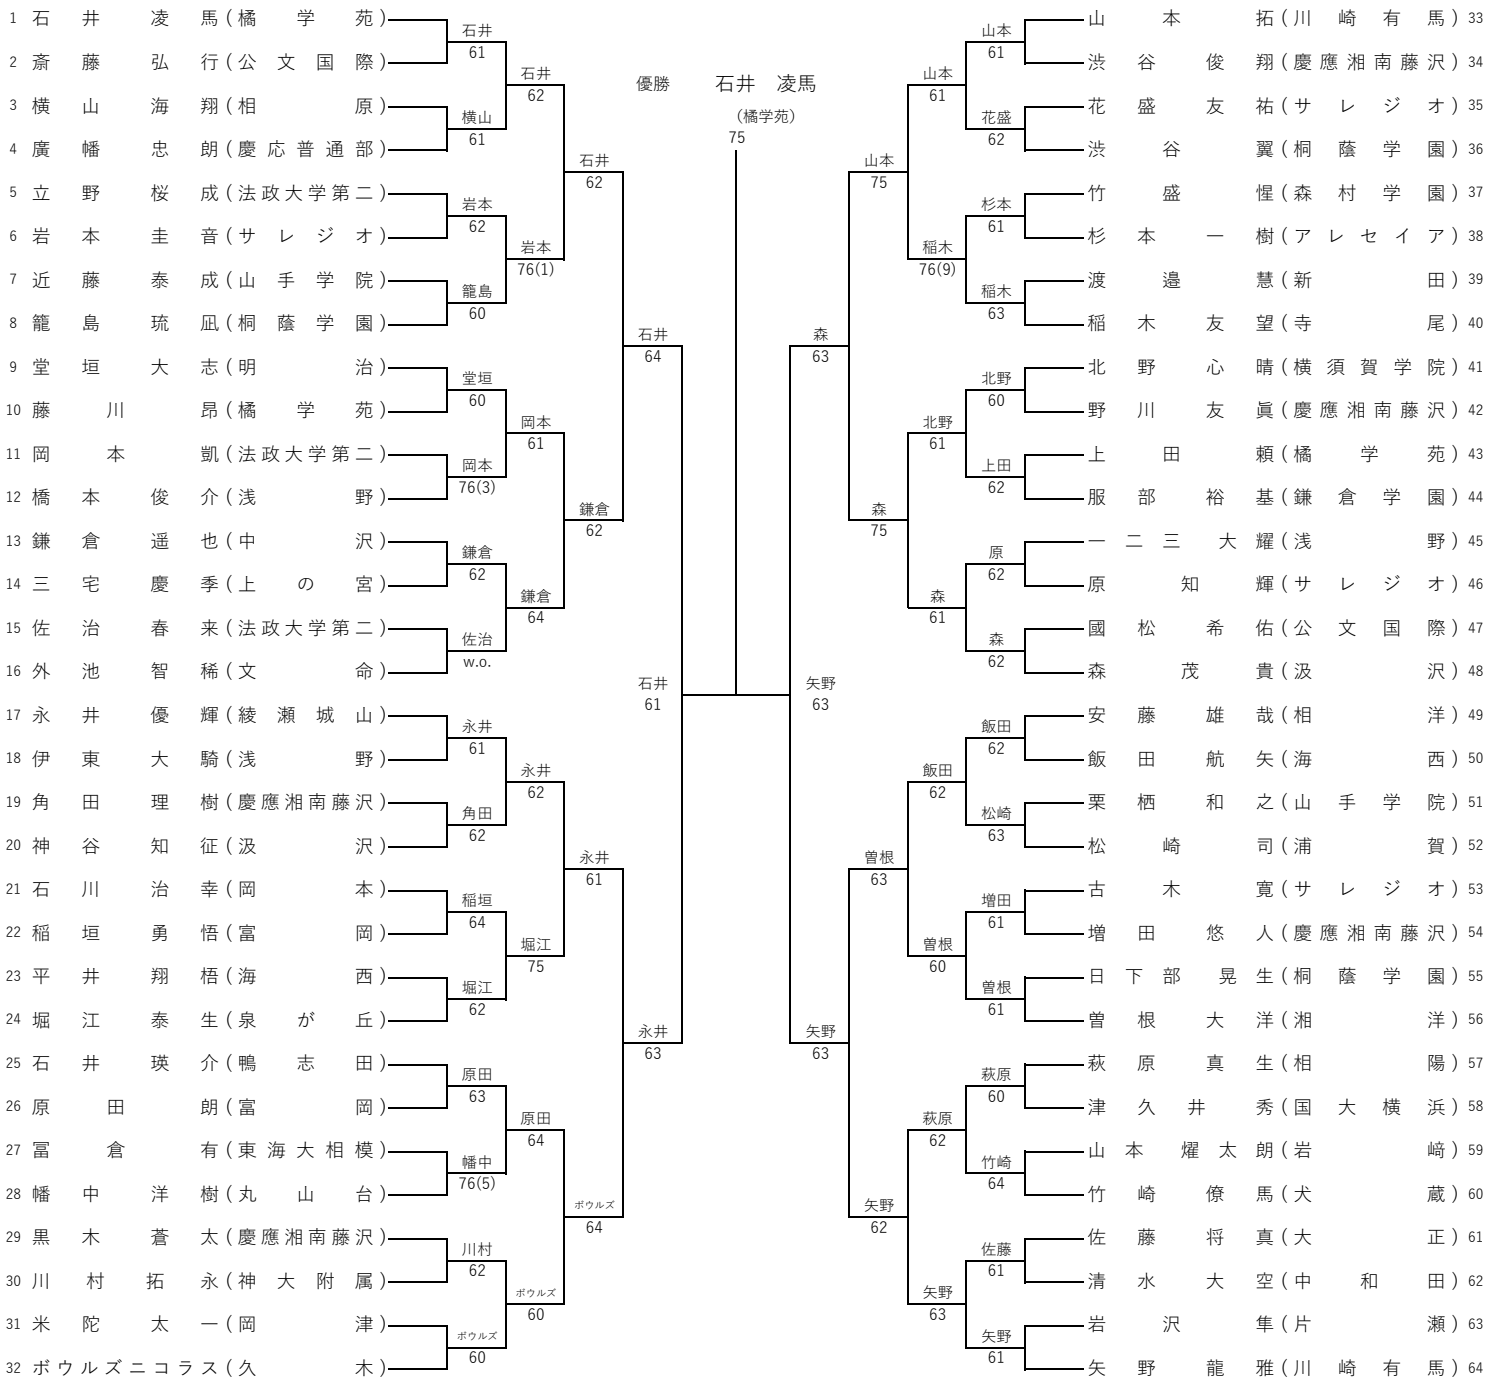 優勝 石井 凌馬
(橘学苑)
75
1 石井 凌馬 (橘学苑)
2 斎藤 弘行 (公文国際)
3 横山 海翔 (相原)
4 廣幡 忠朗 (慶応普通部)
5 立野 桜成 (法政大学第二)
6 岩本 圭音 (サレジオ)
7 近藤 泰成 (山手学院)
8 籠島 琉凪 (桐蔭学園)
9 堂垣 大志 (明治)
10 藤川 昂 (橘学苑)
11 岡本 凱 (法政大学第二)
12 橋本 俊介 (浅野)
13 鎌倉 遥也 (中沢)
14 三宅 慶季 (上の宮)
15 佐治 春来 (法政大学第二)
16 外池 智稀 (文命)
17 永井 優輝 (綾瀬城山)
18 伊東 大騎 (浅野)
19 角田 理樹 (慶應湘南藤沢)
20 神谷 知征 (汲沢)
21 石川 治幸 (岡本)
22 稲垣 勇悟 (富岡)
23 平井 翔梧 (海西)
24 堀江 泰生 (泉が丘)
25 石井 瑛介 (鴨志田)
26 原田 朗 (富岡)
27 冨倉 有 (東海大相模)
28 幡中 洋樹 (丸山台)
29 黒木 蒼太 (慶應湘南藤沢)
30 川村 拓永 (神大附属)
31 米陀 太一 (岡津)
32 ボウルズニコラス (久木)
石井 61
横山 61
岩本 62
籠島 60
堂垣 60
岡本 76(3)
鎌倉 62
佐治 w.o.
永井 61
角田 62
稲垣 64
堀江 62
原田 63
幡中 76(5)
川村 62
ボウルズ 60
石井 62
岩本 76(1)
岡本 61
鎌倉 64
永井 62
堀江 75
原田 64
ボウルズ 60
石井 62
鎌倉 62
永井 61
ボウルズ 64
石井 64
永井 63
石井 61
矢野 63
森 63
矢野 63
山本 75
森 75
曽根 63
矢野 62
山本 61
稲木 76(9)
北野 61
森 61
飯田 62
曽根 60
萩原 62
矢野 63
山本 61
花盛 62
杉本 61
稲木 63
北野 60
上田 62
原 62
森 62
飯田 62
松崎 63
増田 61
曽根 61
萩原 60
竹崎 64
佐藤 61
矢野 61
山本 拓 (川崎有馬) 33
渋谷 俊翔 (慶應湘南藤沢) 34
花盛 友祐 (サレジオ) 35
渋谷 翼 (桐蔭学園) 36
竹盛 惺 (森村学園) 37
杉本 一樹 (アレセイア) 38
渡邉 慧 (新田) 39
稲木 友望 (寺尾) 40
北野 心晴 (横須賀学院) 41
野川 友眞 (慶應湘南藤沢) 42
上田 頼 (橘学苑) 43
服部 裕基 (鎌倉学園) 44
一二三 大耀 (浅野) 45
原 知輝 (サレジオ) 46
國松 希佑 (公文国際) 47
森 茂貴 (汲沢) 48
安藤 雄哉 (相洋) 49
飯田 航矢 (海西) 50
栗栖 和之 (山手学院) 51
松崎 司 (浦賀) 52
古木 寛 (サレジオ) 53
増田 悠人 (慶應湘南藤沢) 54
日下部 晃生 (桐蔭学園) 55
曽根 大洋 (湘洋) 56
萩原 真生 (相陽) 57
津久井 秀 (国大横浜) 58
山本 燿太朗 (岩﨑) 59
竹崎 僚馬 (犬蔵) 60
佐藤 将真 (大正) 61
清水 大空 (中和田) 62
岩沢 隼 (片瀬) 63
矢野 龍雅 (川崎有馬) 64